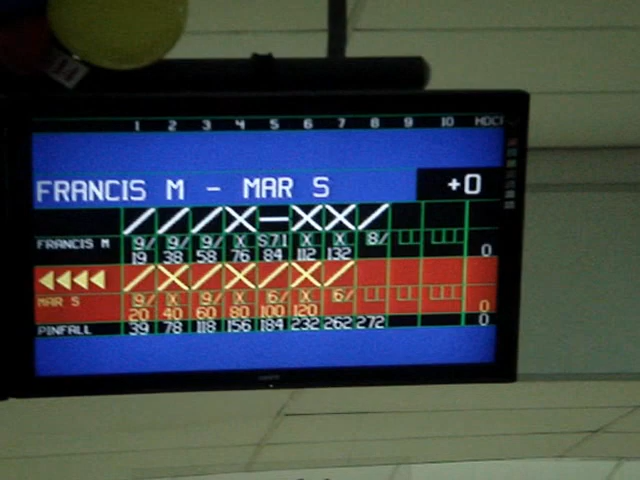 1 2 3 4 5 6 7 8 9 10 HDCP
FRANCIS M - MAR S +0
FRANCIS M 9/ 9/ 9/ X S71 X X 8/
19 38 58 76 84 112 132 0
MAR S 9/ X 9/ X 6/ X 6/
20 40 60 80 100 120 0
PINFALL 39 78 118 156 184 232 262 272 0